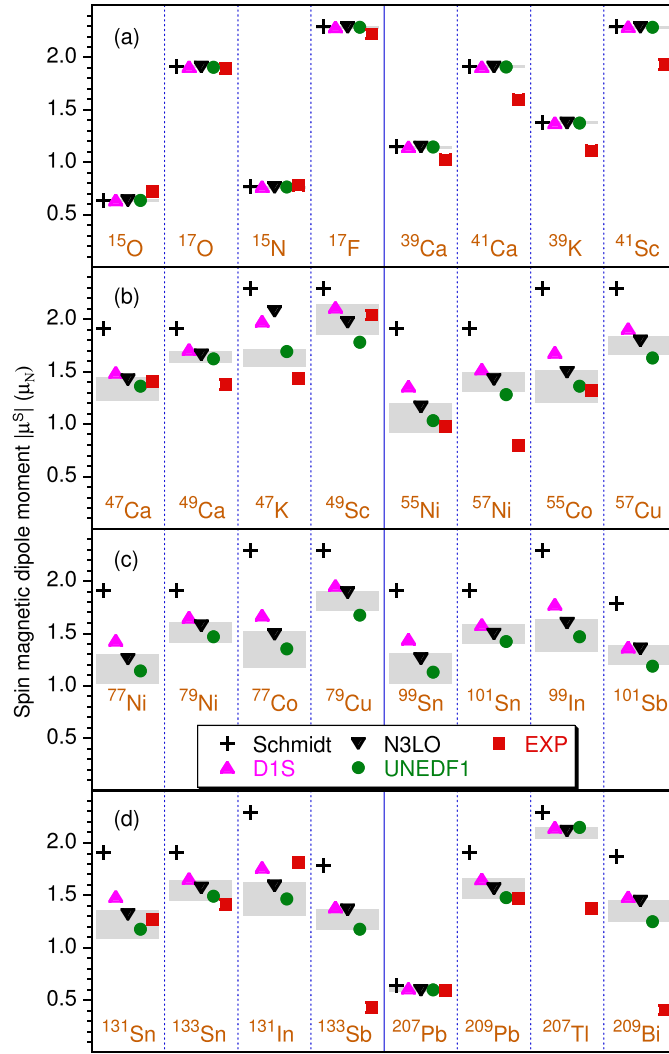 Spin magnetic dipole moment |μ^S| (μ_N)
(a)
2.0
1.5
1.0
0.5
^15O ^17O ^15N ^17F ^39Ca ^41Ca ^39K ^41Sc
(b)
2.0
1.5
1.0
0.5
^47Ca ^49Ca ^47K ^49Sc ^55Ni ^57Ni ^55Co ^57Cu
(c)
2.0
1.5
1.0
0.5
^77Ni ^79Ni ^77Co ^79Cu ^99Sn ^101Sn ^99In ^101Sb
Schmidt N3LO EXP
D1S UNEDF1
(d)
2.0
1.5
1.0
0.5
^131Sn ^133Sn ^131In ^133Sb ^207Pb ^209Pb ^207Tl ^209Bi